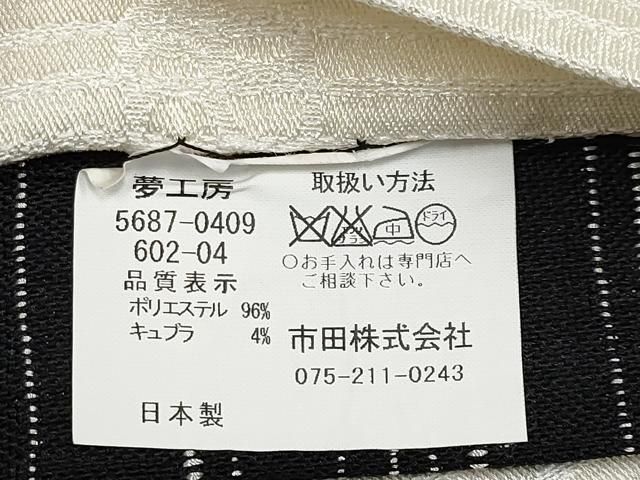 夢工房
5687-0409
602-04
品質表示
ポリエステル 96%
キュプラ 4%
日本製
取扱い方法
中 ドライ
〇お手入れは専門店へ
ご相談下さい。
市田株式会社
075-211-0243